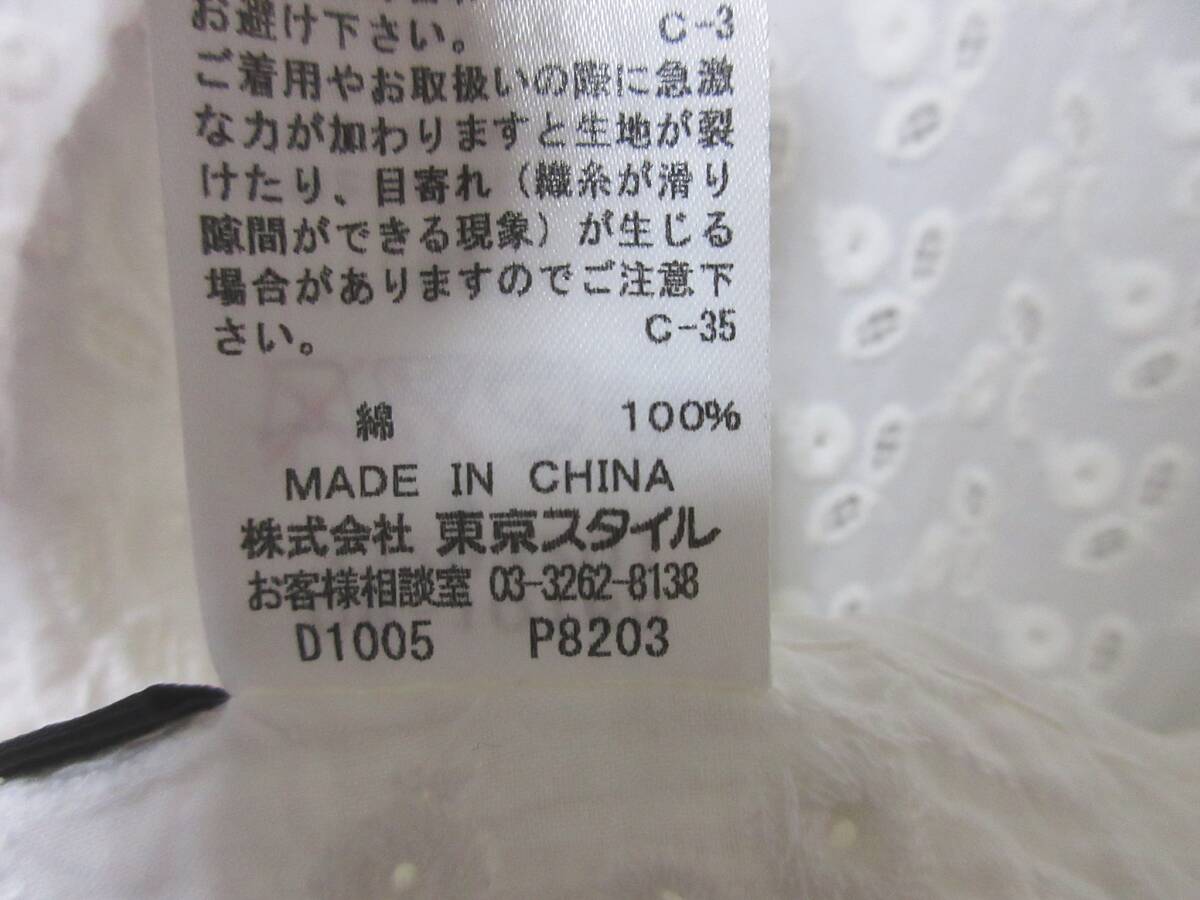 お避け下さい。 C-3
ご着用やお取扱いの際に急激
な力が加わりますと生地が裂
けたり、目寄れ（織糸が滑り
隙間ができる現象）が生じる
場合がありますのでご注意下
さい。 C-35
綿 100%
MADE IN CHINA
株式会社 東京スタイル
お客様相談室 03-3262-8138
D1005 P8203